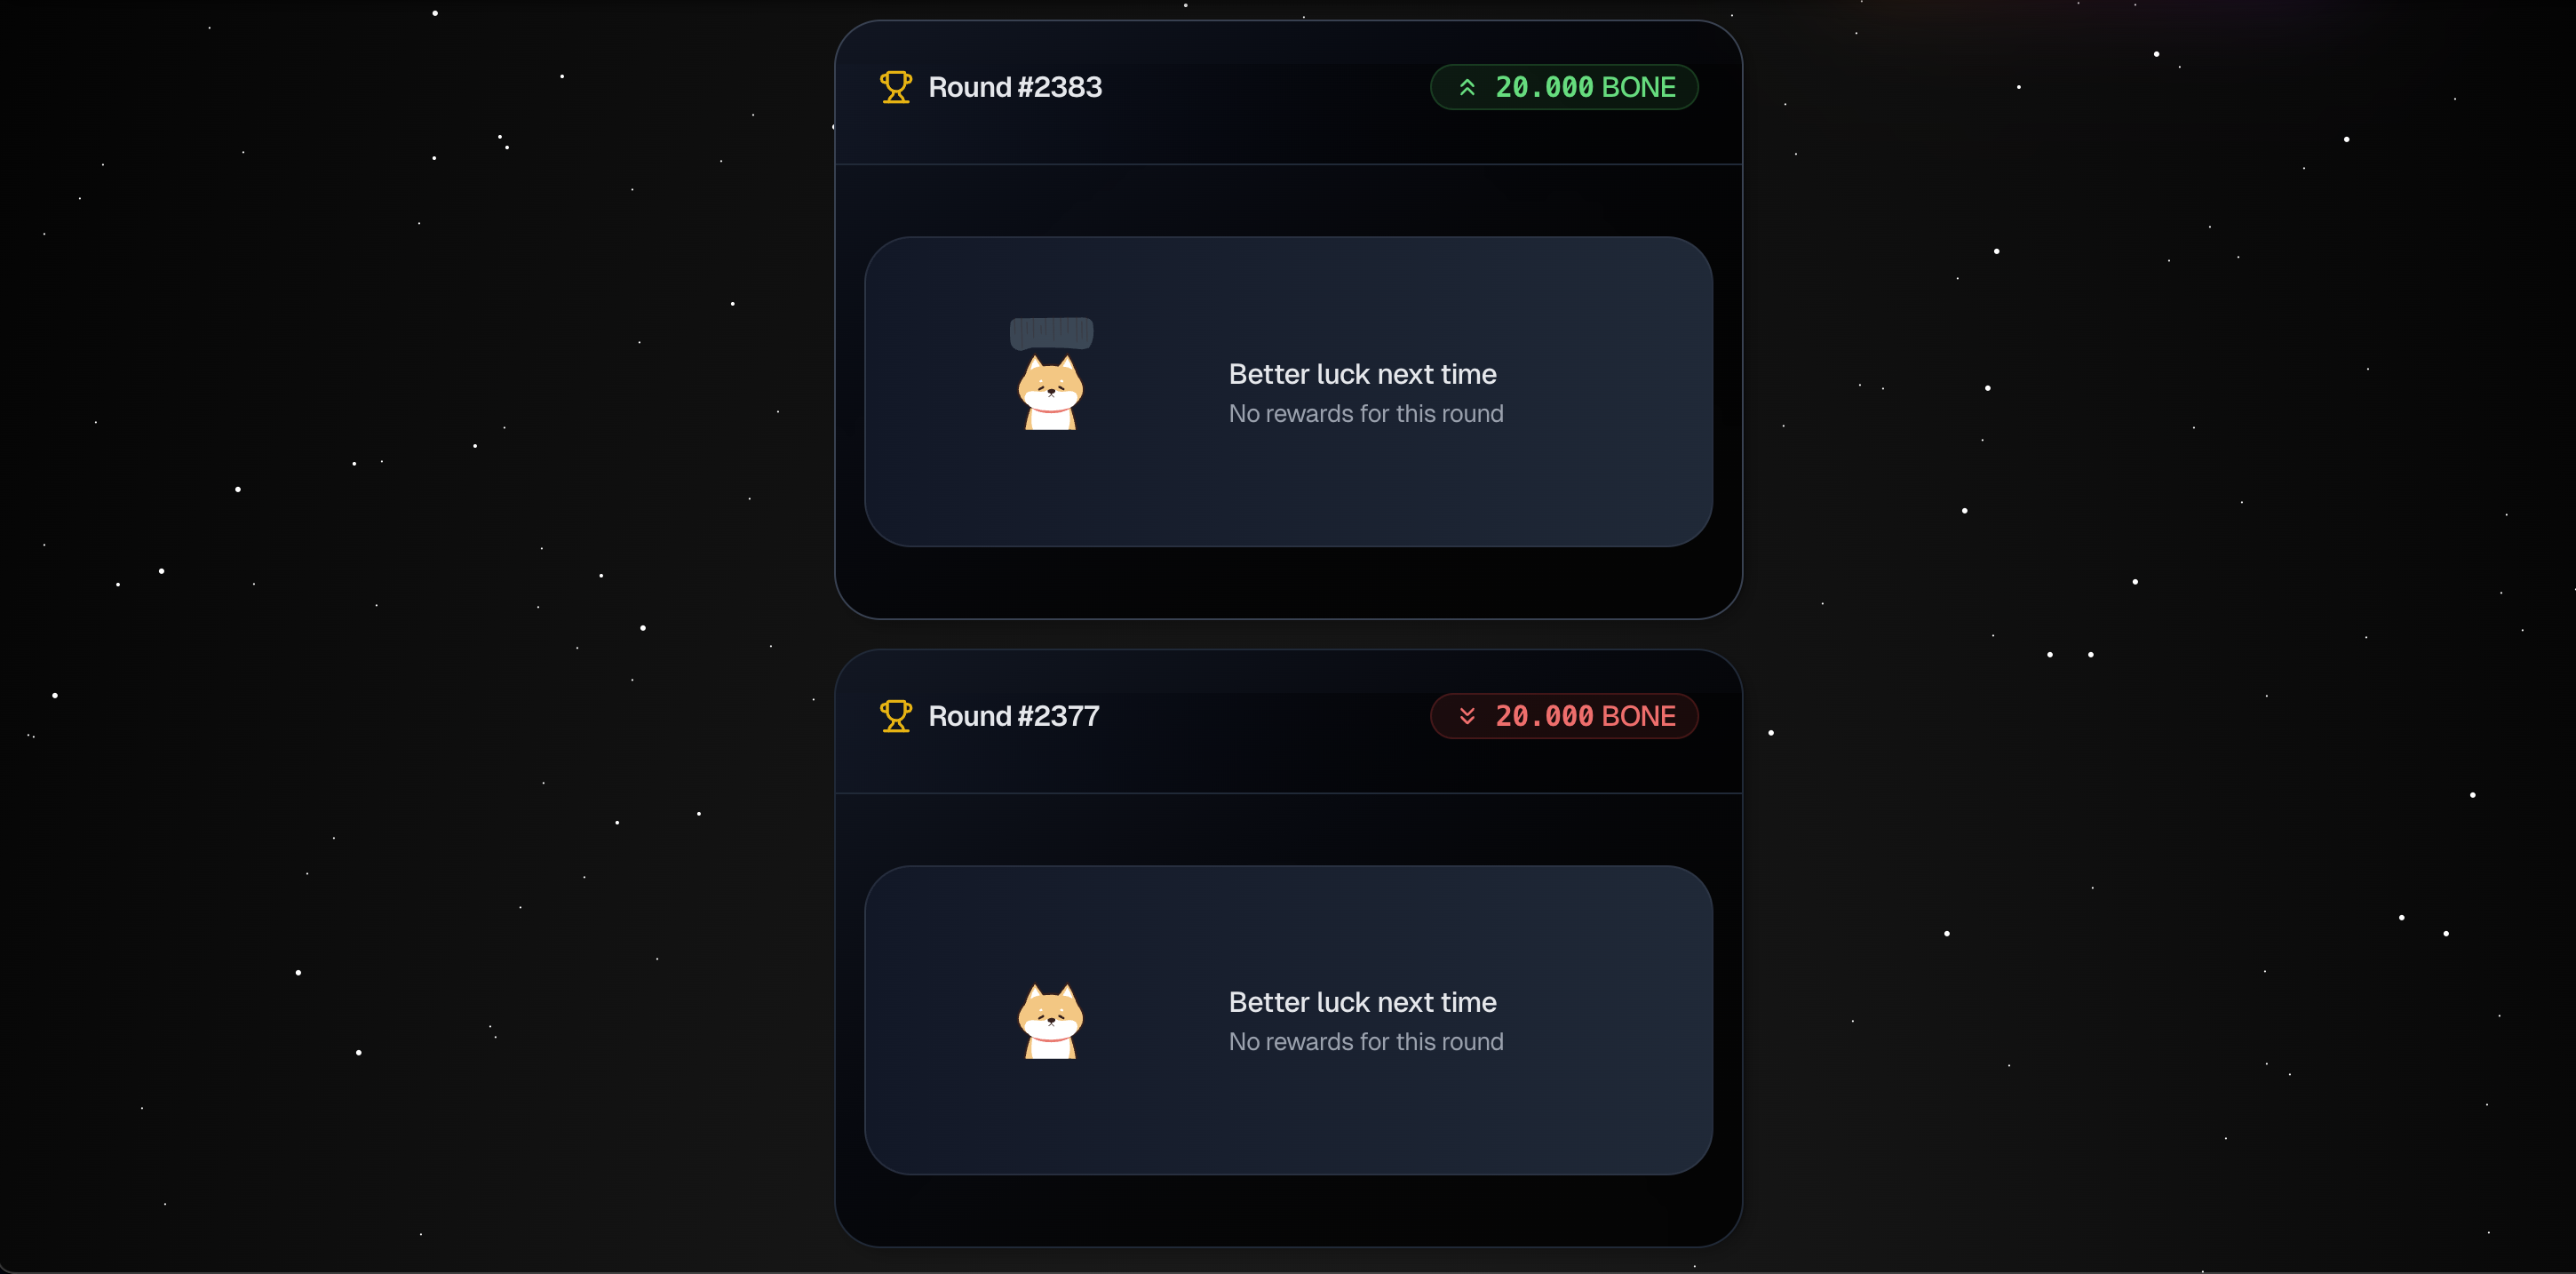 Round #2383
20.000 BONE
Better luck next time
No rewards for this round
Round #2377
20.000 BONE
Better luck next time
No rewards for this round